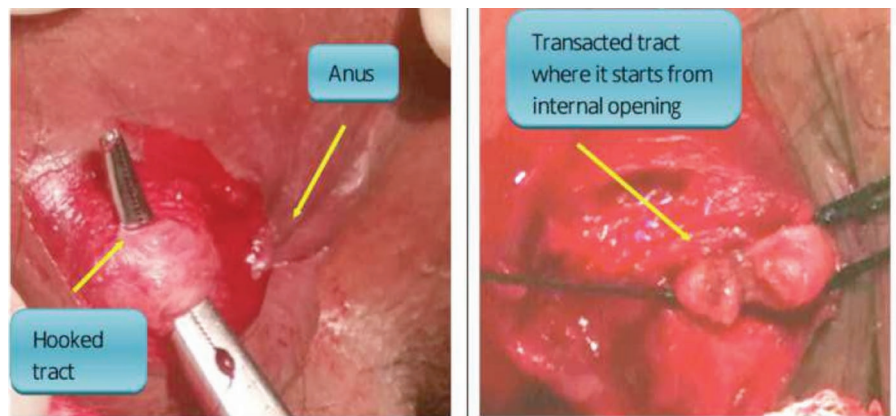 Anus
Hooked
tract
Transacted tract
where it starts from
internal opening